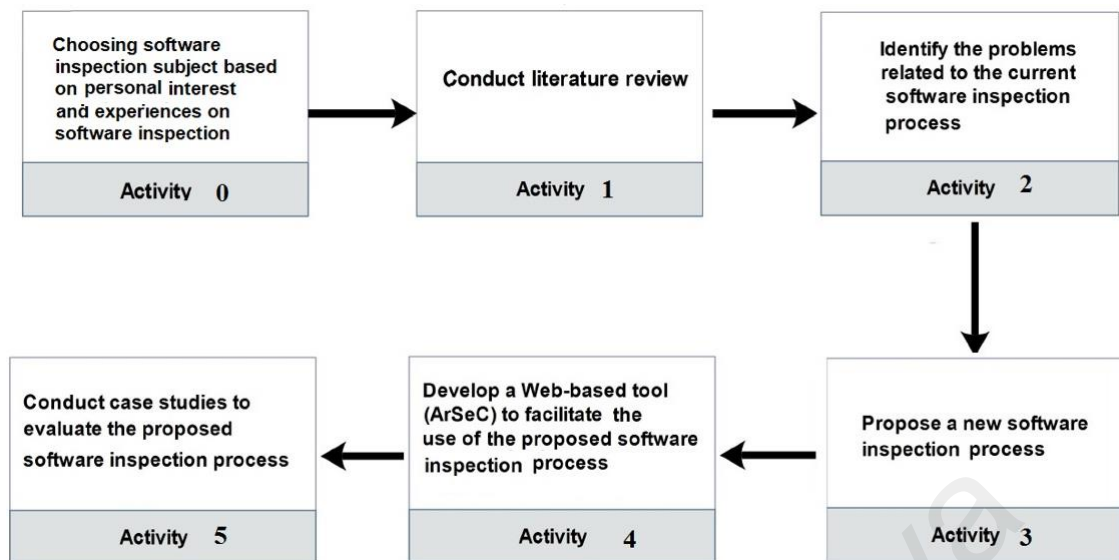 Choosing software
inspection subject based
on personal interest
and experiences on
software inspection
Activity 0
Conduct literature review
Activity 1
Identify the problems
related to the current
software inspection
process
Activity 2
Propose a new software
inspection process
Activity 3
Develop a Web-based tool
(ArSeC) to facilitate the
use of the proposed software
inspection process
Activity 4
Conduct case studies to
evaluate the proposed
software inspection process
Activity 5